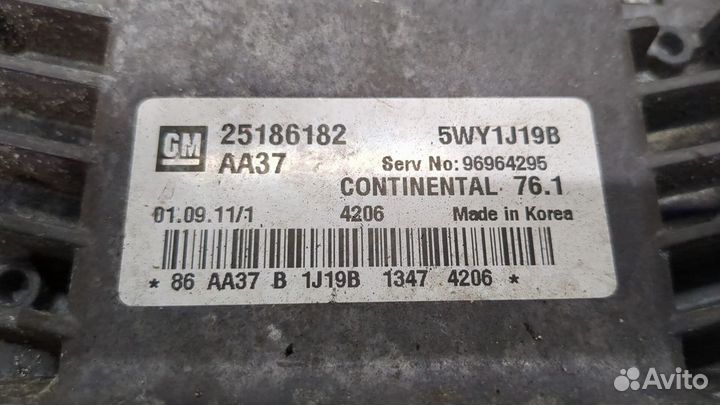 GM 25186182 5WY1J19B
AA37 Serv No: 96964295
CONTINENTAL 76.1
01.09.11/1 4206 Made in Korea
* 86 AA37 B 1J19B 1347 4206 *
Avito